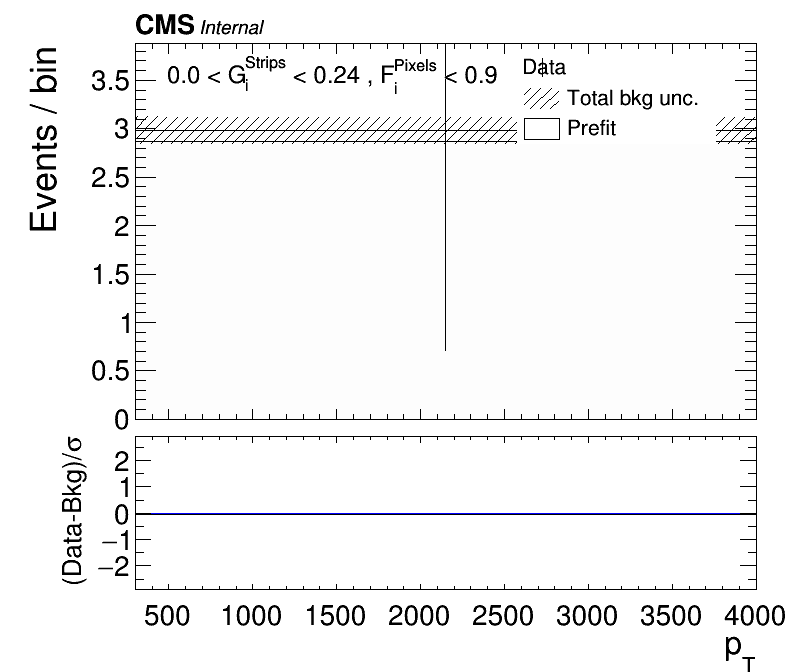 CMS Internal
Events / bin
0.0 < G_i^Strips < 0.24 , F_i^Pixels < 0.9
Data
Total bkg unc.
Prefit
3.5
3
2.5
2
1.5
1
0.5
0
(Data-Bkg)/σ
2
1
0
−1
−2
500 1000 1500 2000 2500 3000 3500 4000
p_T